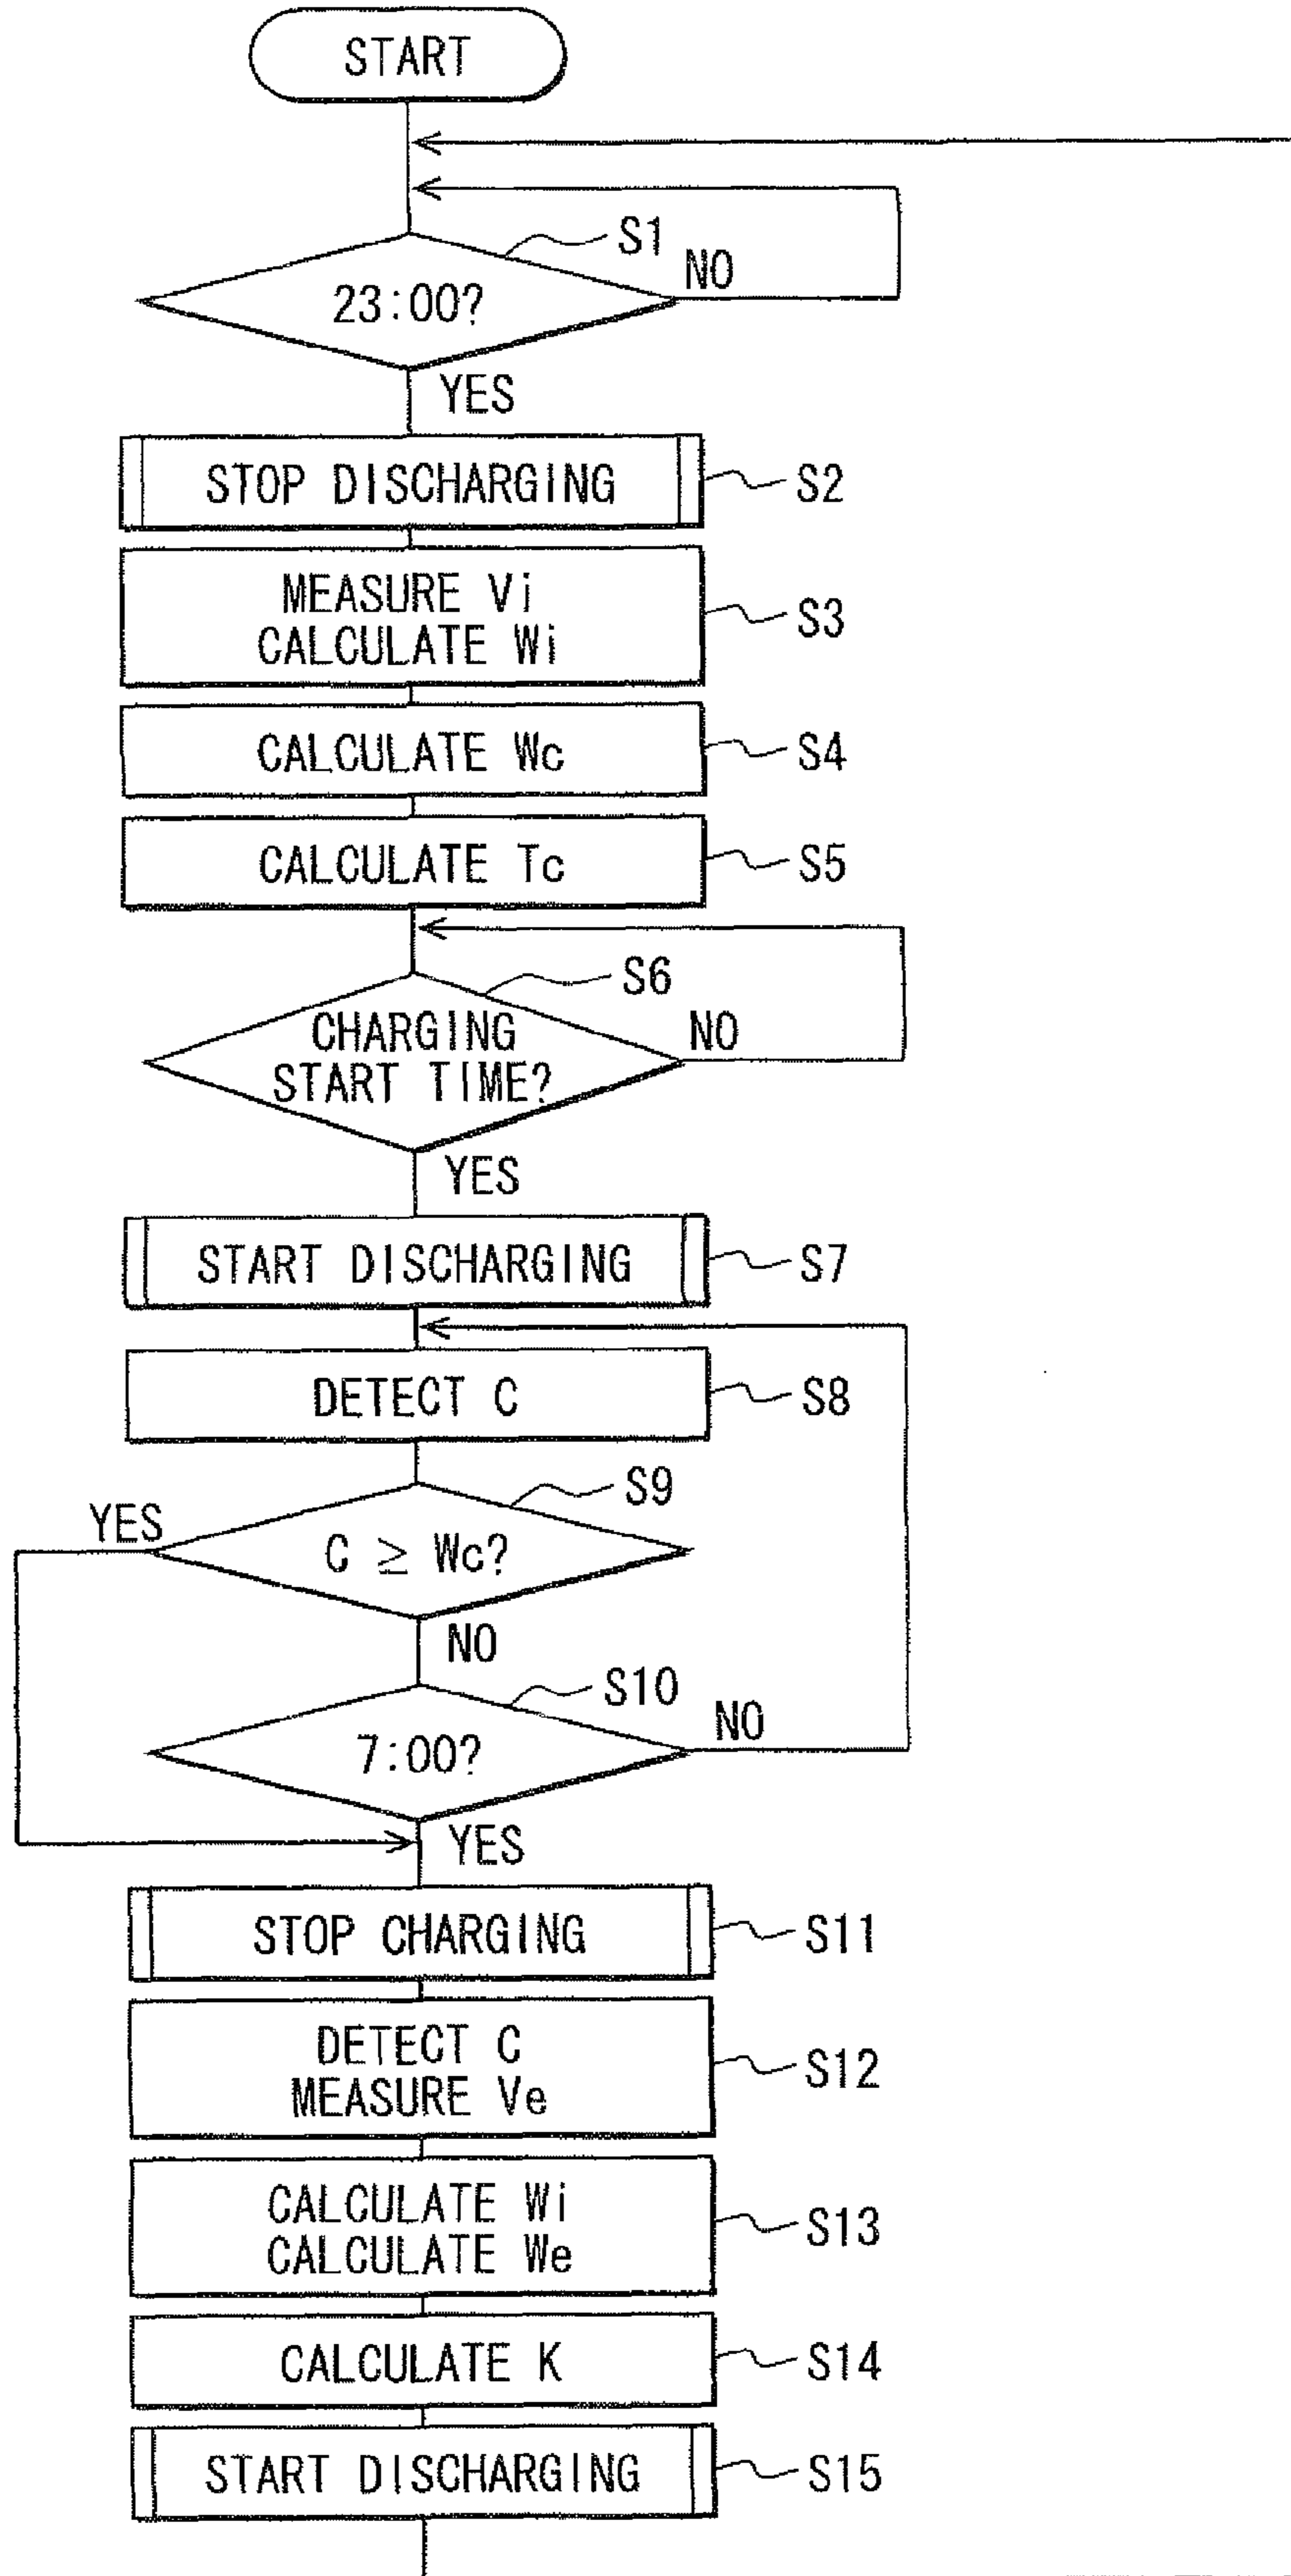 START
S1
NO
23:00?
YES
STOP DISCHARGING
S2
MEASURE Vi
CALCULATE Wi
S3
CALCULATE Wc
S4
CALCULATE Tc
S5
S6
CHARGING
START TIME?
NO
YES
START DISCHARGING
S7
DETECT C
S8
S9
YES
C ≥ Wc?
NO
S10
NO
7:00?
YES
STOP CHARGING
S11
DETECT C
MEASURE Ve
S12
CALCULATE Wi
CALCULATE We
S13
CALCULATE K
S14
START DISCHARGING
S15